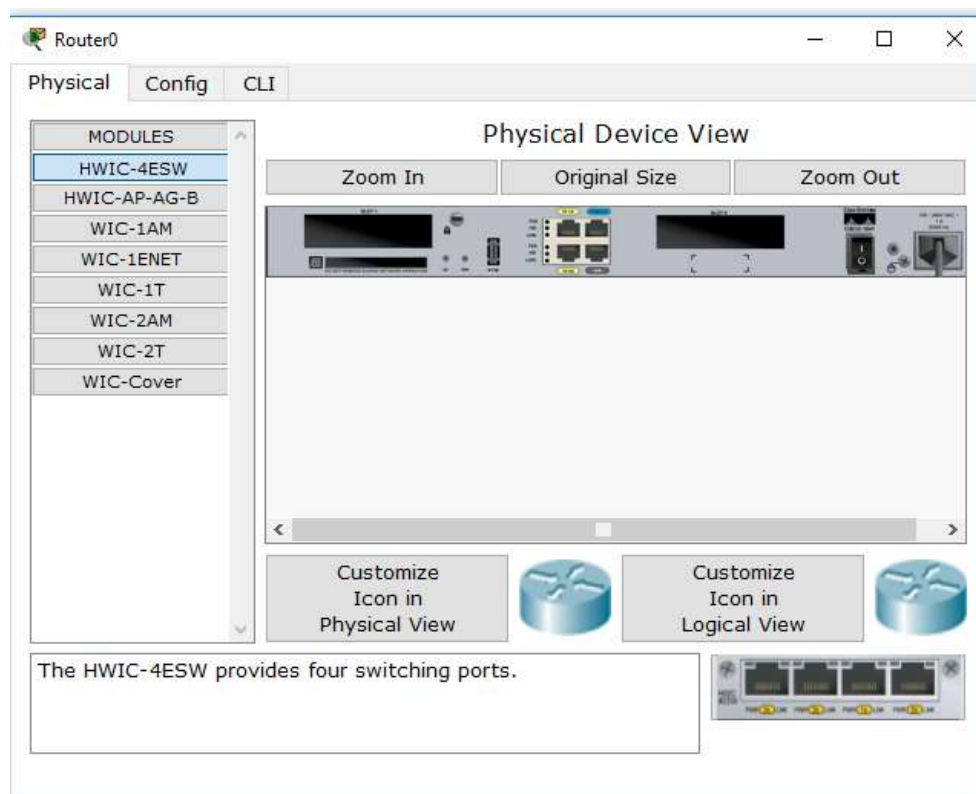 Router0
Physical
Config
CLI
MODULES
HWIC-4ESW
HWIC-AP-AG-B
WIC-1AM
WIC-1ENET
WIC-1T
WIC-2AM
WIC-2T
WIC-Cover
Physical Device View
Zoom In
Original Size
Zoom Out
Customize
Icon in
Physical View
Customize
Icon in
Logical View
The HWIC-4ESW provides four switching ports.